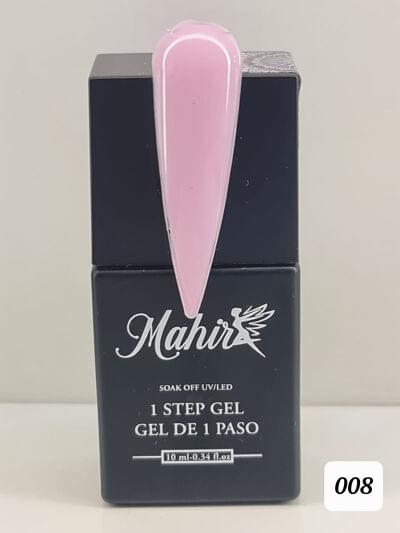 Mahir
SOAK OFF UV/LED
1 STEP GEL
GEL DE 1 PASO
10 ml-0.34 fl.oz
008